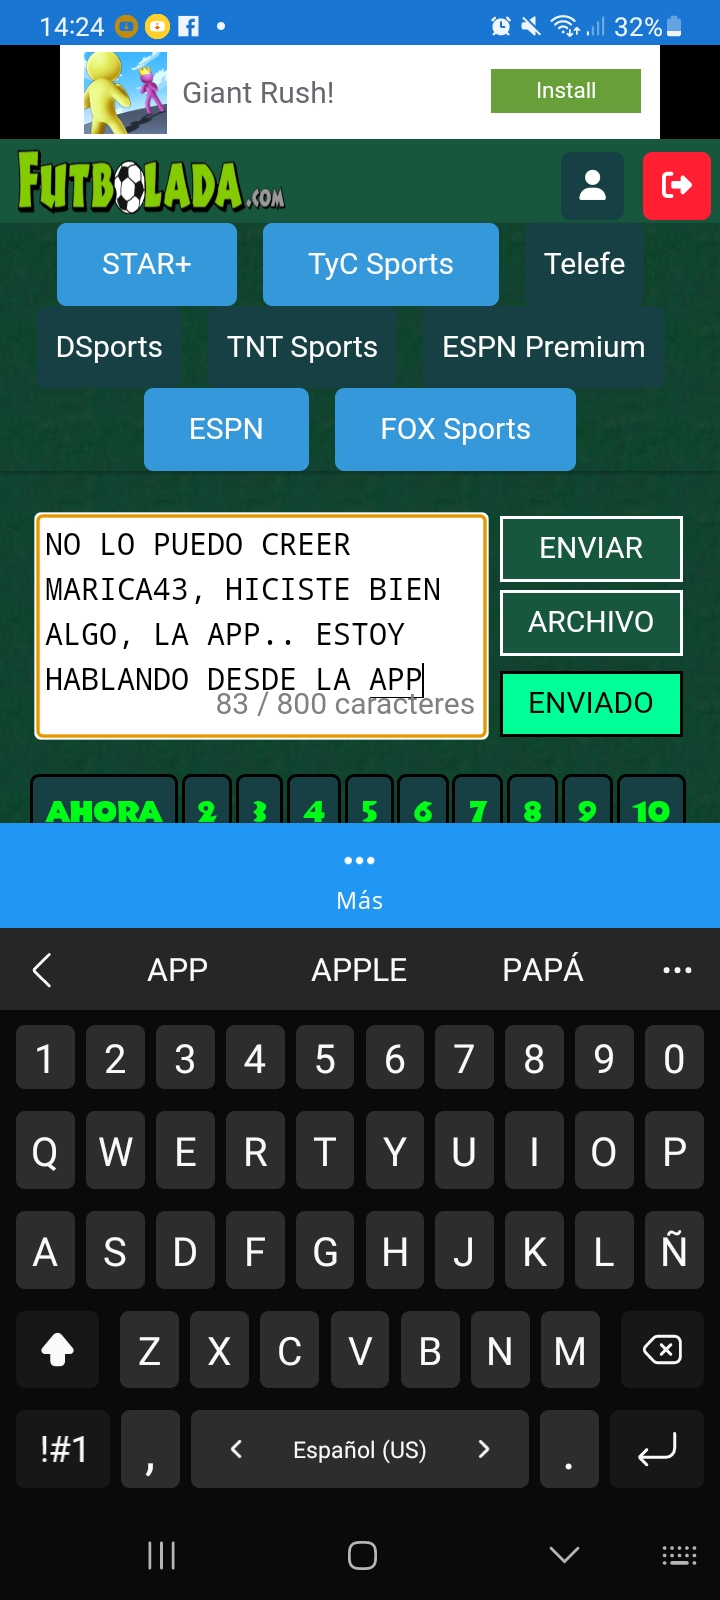 14:24 32%
Giant Rush! Install
FUTBOLADA.COM
STAR+ TyC Sports Telefe
DSports TNT Sports ESPN Premium
ESPN FOX Sports
NO LO PUEDO CREER
MARICA43, HICISTE BIEN
ALGO, LA APP.. ESTOY
HABLANDO DESDE LA APP
83 / 800 caracteres
ENVIAR
ARCHIVO
ENVIADO
AHORA 2 3 4 5 6 7 8 9 10
Más
APP APPLE PAPÁ
1 2 3 4 5 6 7 8 9 0
Q W E R T Y U I O P
A S D F G H J K L Ñ
Z X C V B N M
!#1 , Español (US) .